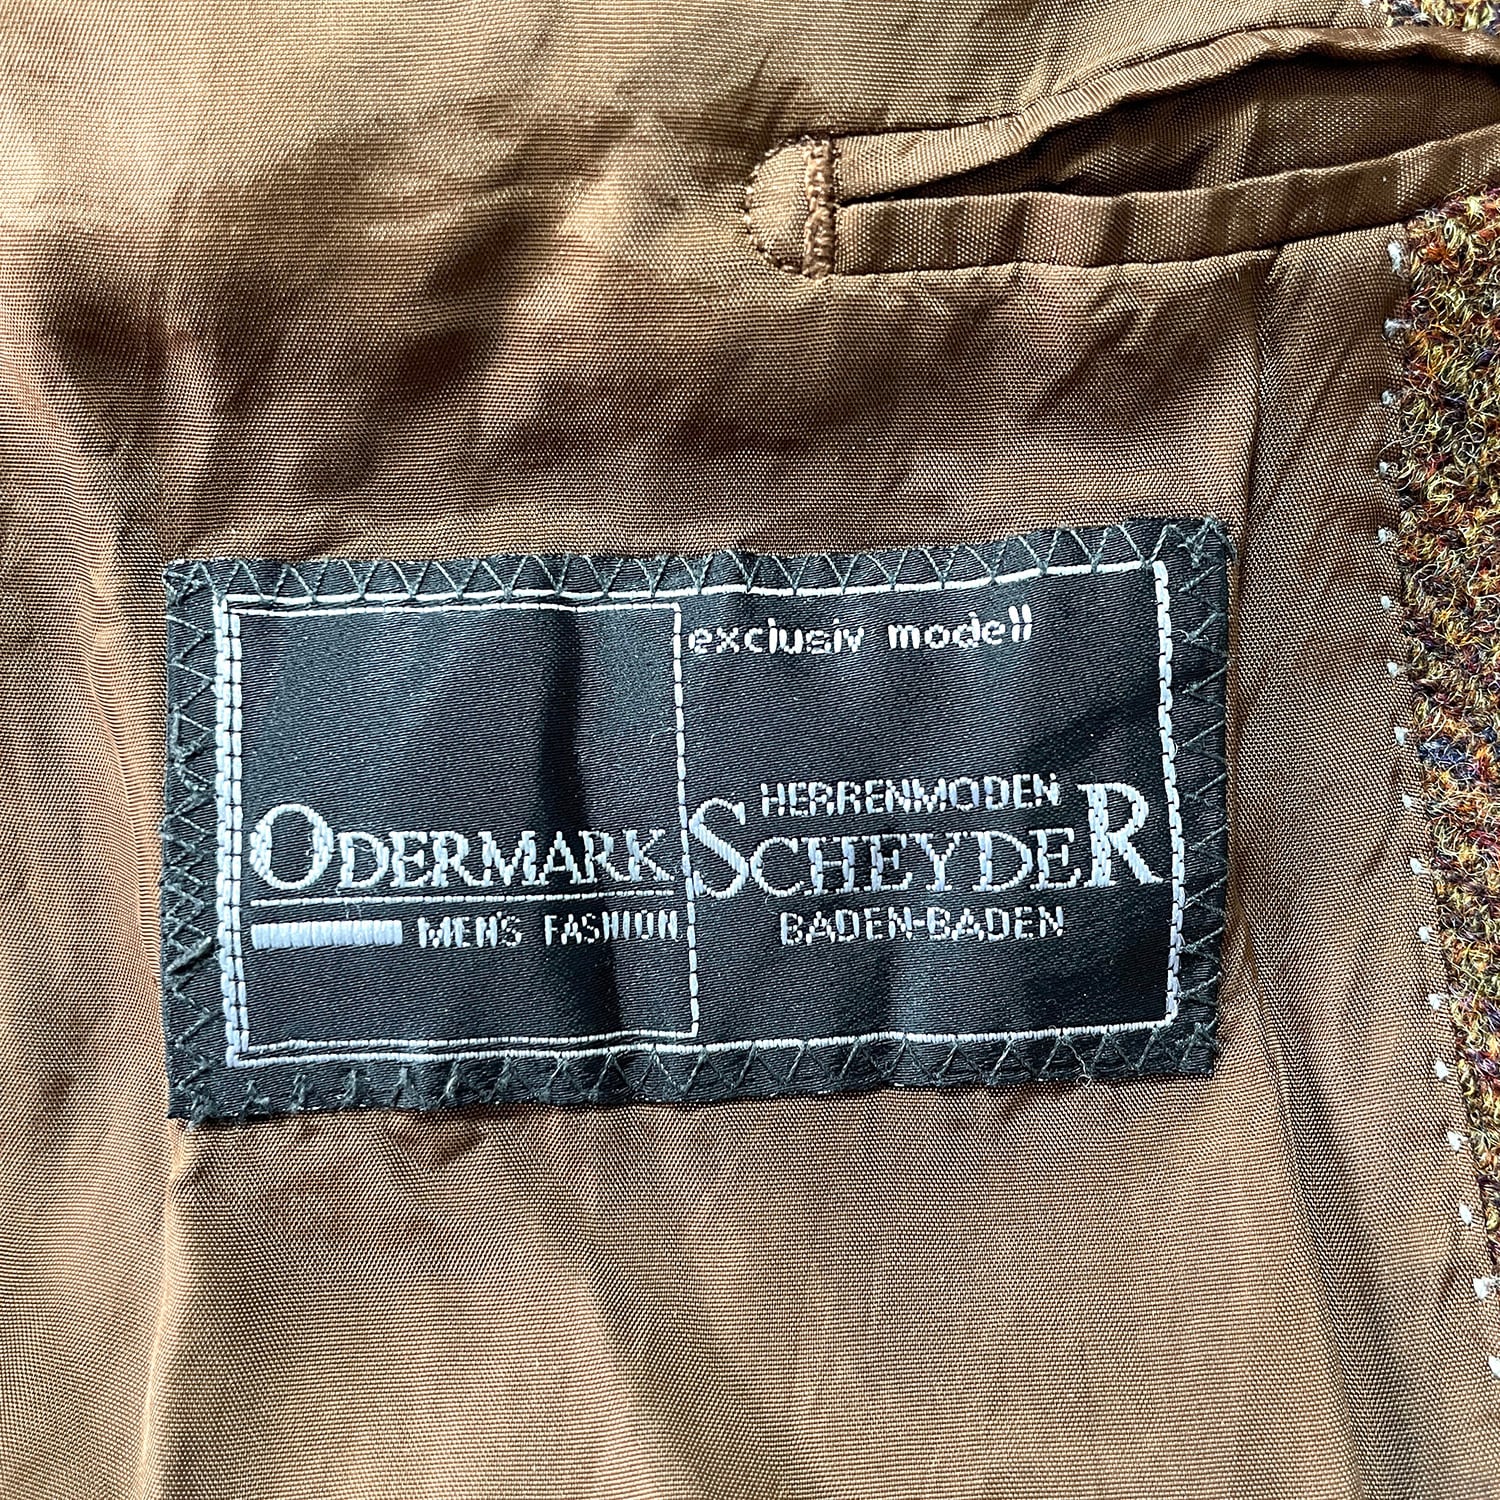 ODERMARK
MEN'S FASHION
exclusiv modell
HERRENMODEN
SCHEYDER
BADEN-BADEN